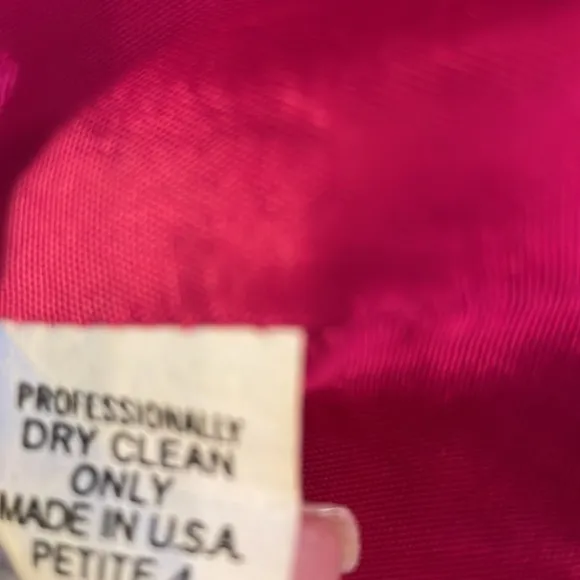 PROFESSIONALLY
DRY CLEAN
ONLY
MADE IN U.S.A.
PETITE 4